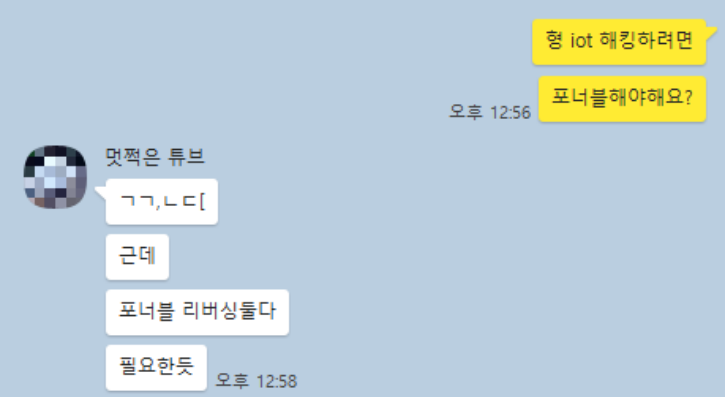 형 iot 해킹하려면
포너블해야해요?
오후 12:56
멋쩍은 튜브
ㄱㄱ,ㄴㄷ[
근데
포너블 리버싱둘다
필요한듯
오후 12:58